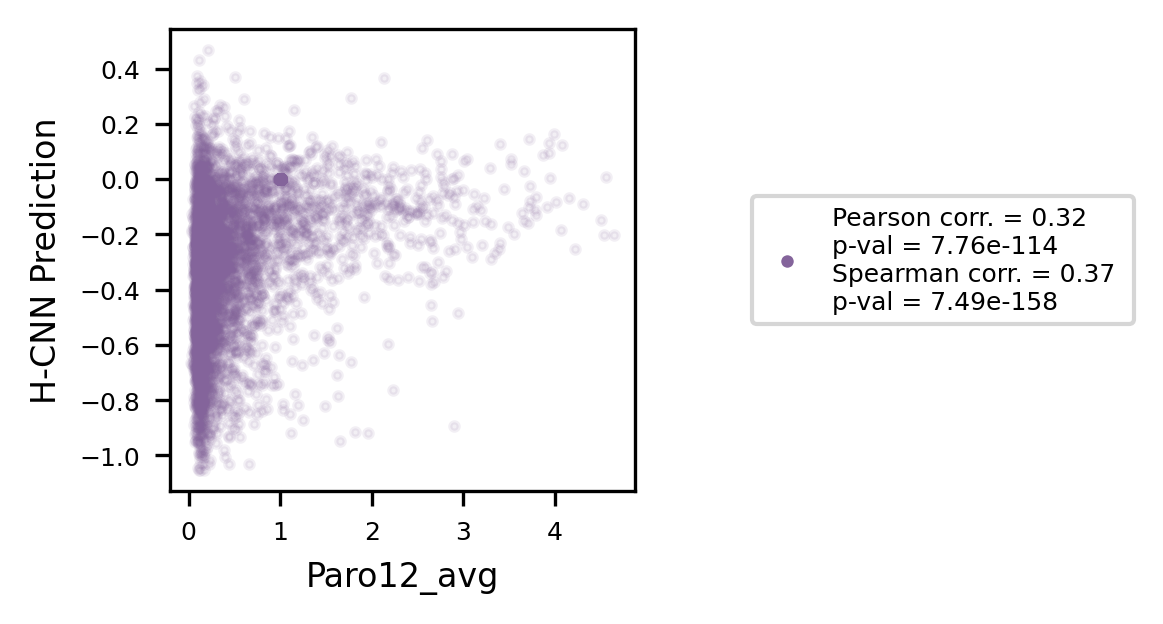 0.4
0.2
0.0
−0.2
−0.4
−0.6
−0.8
−1.0
H-CNN Prediction
0
1
2
3
4
Paro12_avg
Pearson corr. = 0.32
p-val = 7.76e-114
Spearman corr. = 0.37
p-val = 7.49e-158